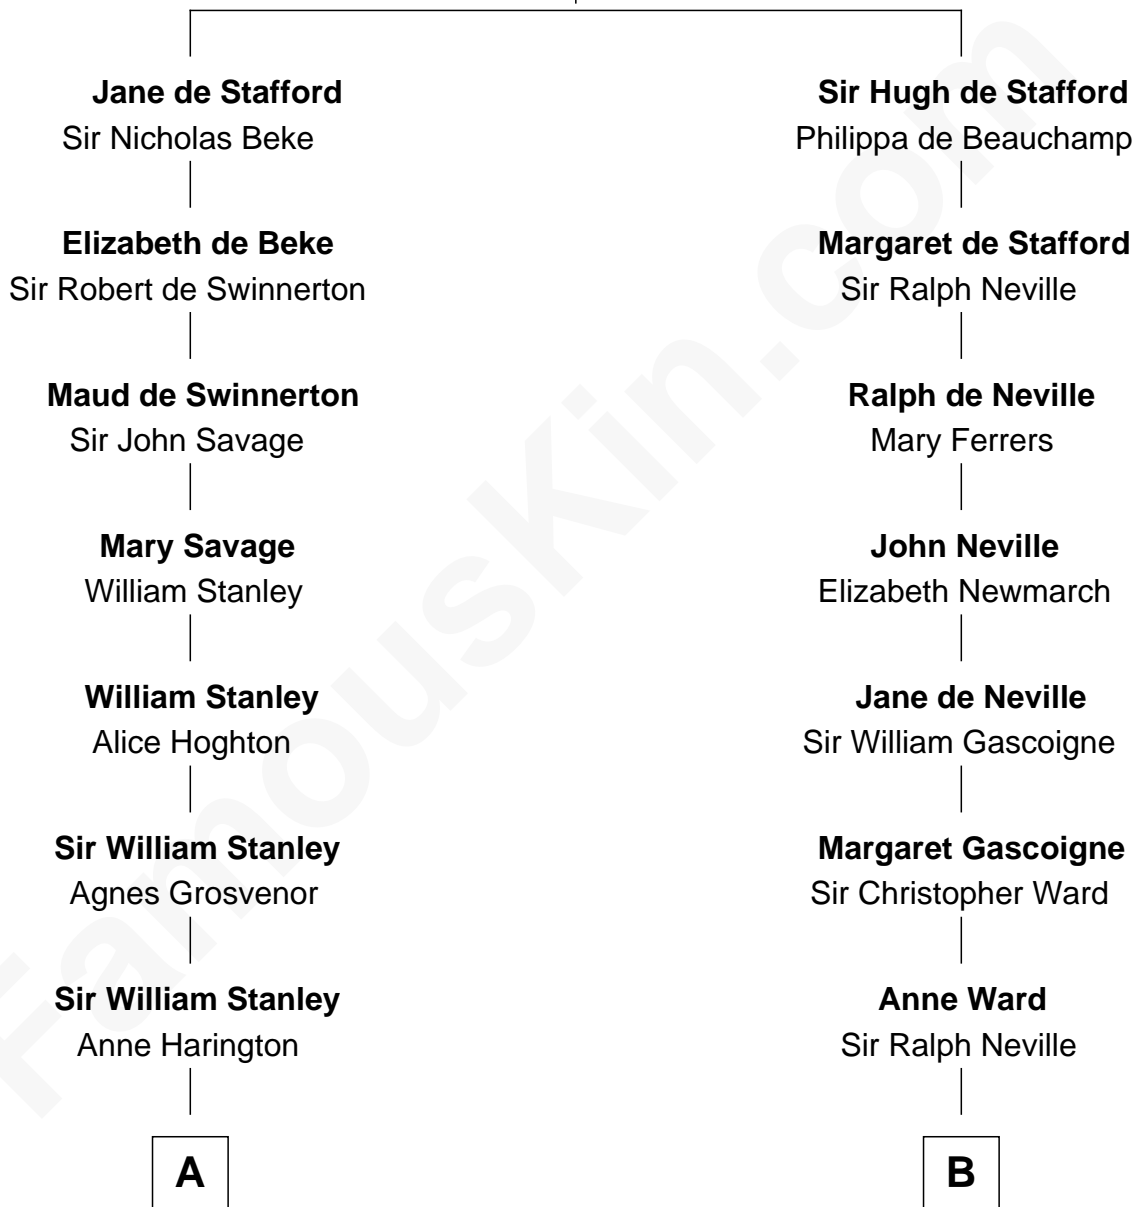 Jane de Stafford
Sir Nicholas Beke
Elizabeth de Beke
Sir Robert de Swinnerton
Maud de Swinnerton
Sir John Savage
Mary Savage
William Stanley
William Stanley
Alice Hoghton
Sir William Stanley
Agnes Grosvenor
Sir William Stanley
Anne Harington
A
Sir Hugh de Stafford
Philippa de Beauchamp
Margaret de Stafford
Sir Ralph Neville
Ralph de Neville
Mary Ferrers
John Neville
Elizabeth Newmarch
Jane de Neville
Sir William Gascoigne
Margaret Gascoigne
Sir Christopher Ward
Anne Ward
Sir Ralph Neville
B
FamousKin.com